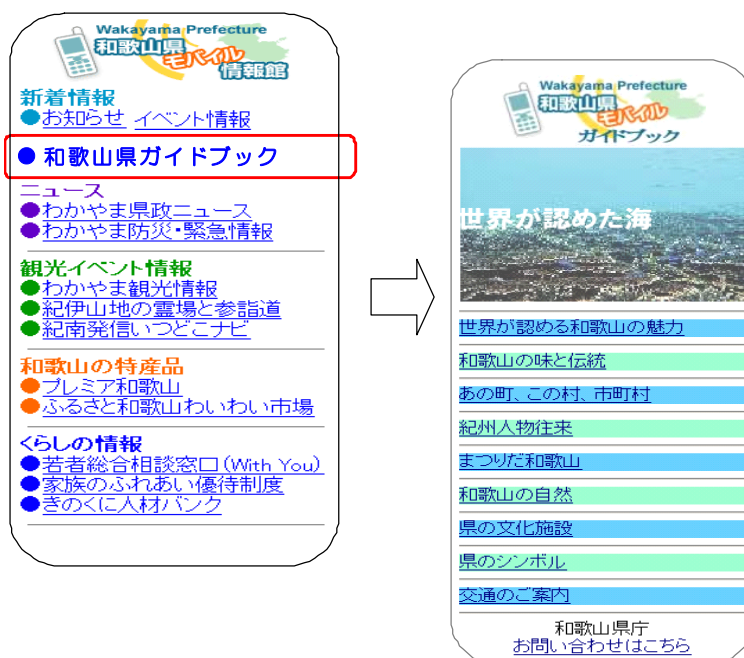 Wakayama Prefecture
和歌山県
モバイル
情報館
新着情報
●お知らせ イベント情報
●和歌山県ガイドブック
ニュース
●わかやま県政ニュース
●わかやま防災・緊急情報
観光イベント情報
●わかやま観光情報
●紀伊山地の霊場と参詣道
●紀南発信いつどこナビ
和歌山の特産品
●プレミア和歌山
●ふるさと和歌山わいわい市場
くらしの情報
●若者総合相談窓口(With You)
●家族のふれあい優待制度
●きのくに人材バンク
Wakayama Prefecture
和歌山県
モバイル
ガイドブック
世界が認めた海
世界が認める和歌山の魅力
和歌山の味と伝統
あの町、この村、市町村
紀州人物往来
まつりだ和歌山
和歌山の自然
県の文化施設
県のシンボル
交通のご案内
和歌山県庁
お問い合わせはこちら